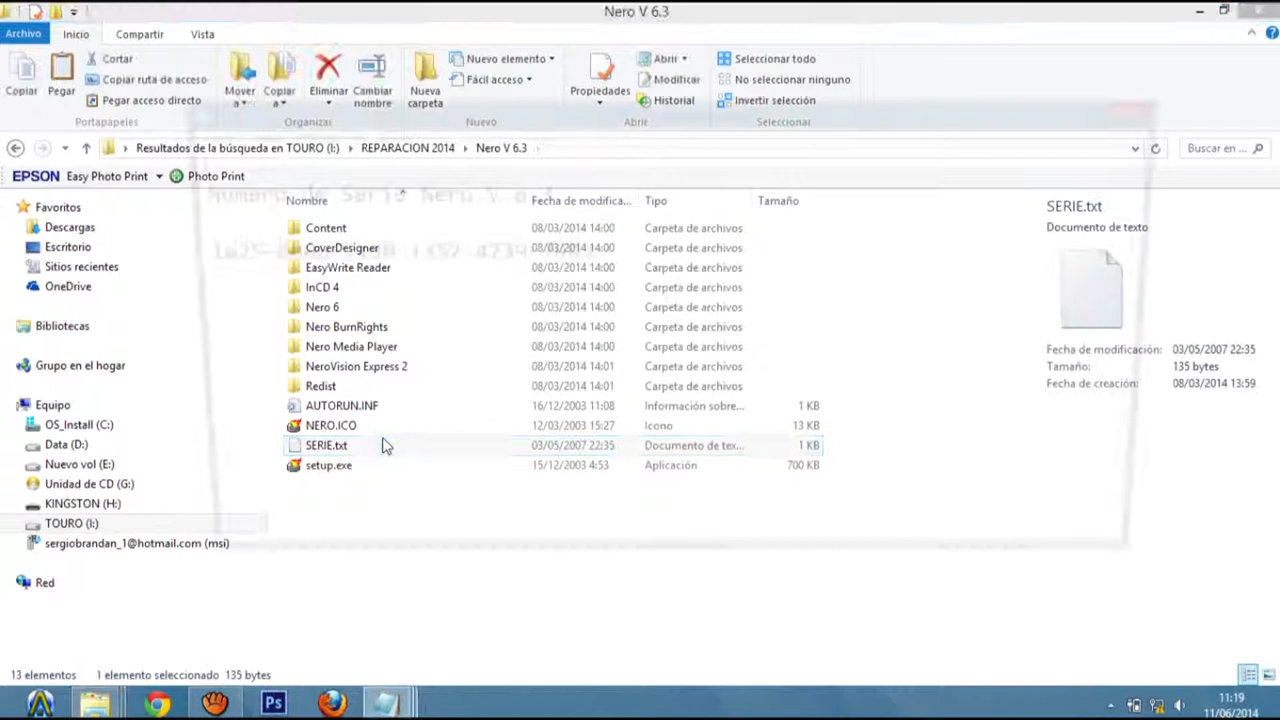 Nero V 6.3
Archivo Inicio Compartir Vista
Copiar
Pegar
Cortar
Copiar ruta de acceso
Pegar acceso directo
Portapapeles
Mover a
Copiar a
Eliminar
Cambiar nombre
Organizar
Nueva carpeta
Nuevo elemento
Fácil acceso
Nuevo
Propiedades
Abrir
Modificar
Historial
Abrir
Seleccionar todo
No seleccionar ninguno
Invertir selección
Seleccionar
Resultados de la búsqueda en TOURO (I:) REPARACION 2014 Nero V 6.3
Buscar en ...
EPSON Easy Photo Print Photo Print
Favoritos
Descargas
Escritorio
Sitios recientes
OneDrive
Bibliotecas
Grupo en el hogar
Equipo
OS_Install (C:)
Data (D:)
Nuevo vol (E:)
Unidad de CD (G:)
KINGSTON (H:)
TOURO (I:)
sergiobrandan_1@hotmail.com (msi)
Red
Nombre Fecha de modifica... Tipo Tamaño
Content 08/03/2014 14:00 Carpeta de archivos
CoverDesigner 08/03/2014 14:00 Carpeta de archivos
EasyWrite Reader 08/03/2014 14:00 Carpeta de archivos
InCD 4 08/03/2014 14:00 Carpeta de archivos
Nero 6 08/03/2014 14:00 Carpeta de archivos
Nero BurnRights 08/03/2014 14:00 Carpeta de archivos
Nero Media Player 08/03/2014 14:00 Carpeta de archivos
NeroVision Express 2 08/03/2014 14:01 Carpeta de archivos
Redist 08/03/2014 14:01 Carpeta de archivos
AUTORUN.INF 16/12/2003 11:08 Información sobre... 1 KB
NERO.ICO 12/03/2003 15:27 Icono 13 KB
SERIE.txt 03/05/2007 22:35 Documento de tex... 1 KB
setup.exe 15/12/2003 4:53 Aplicación 700 KB
Numero de Serie Nero V
SERIE.txt
Documento de texto
Fecha de modificación: 03/05/2007 22:35
Tamaño: 135 bytes
Fecha de creación: 08/03/2014 13:59
13 elementos 1 elemento seleccionado 135 bytes
Ps
11:19
11/06/2014